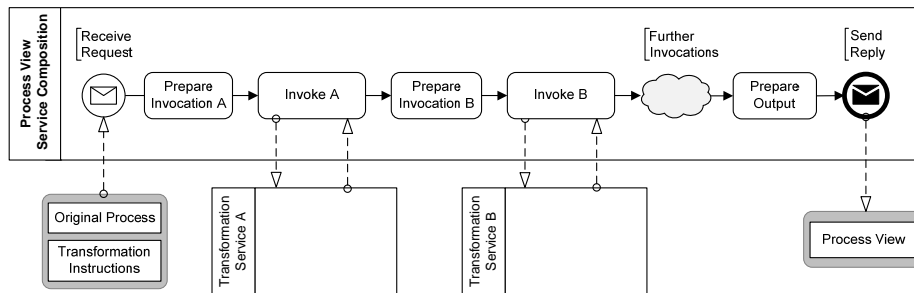 Process View
Service Composition
Receive
Request
Prepare
Invocation A
Invoke A
Prepare
Invocation B
Invoke B
Further
Invocations
Prepare
Output
Send
Reply
Original Process
Transformation
Instructions
Transformation
Service A
Transformation
Service B
Process View